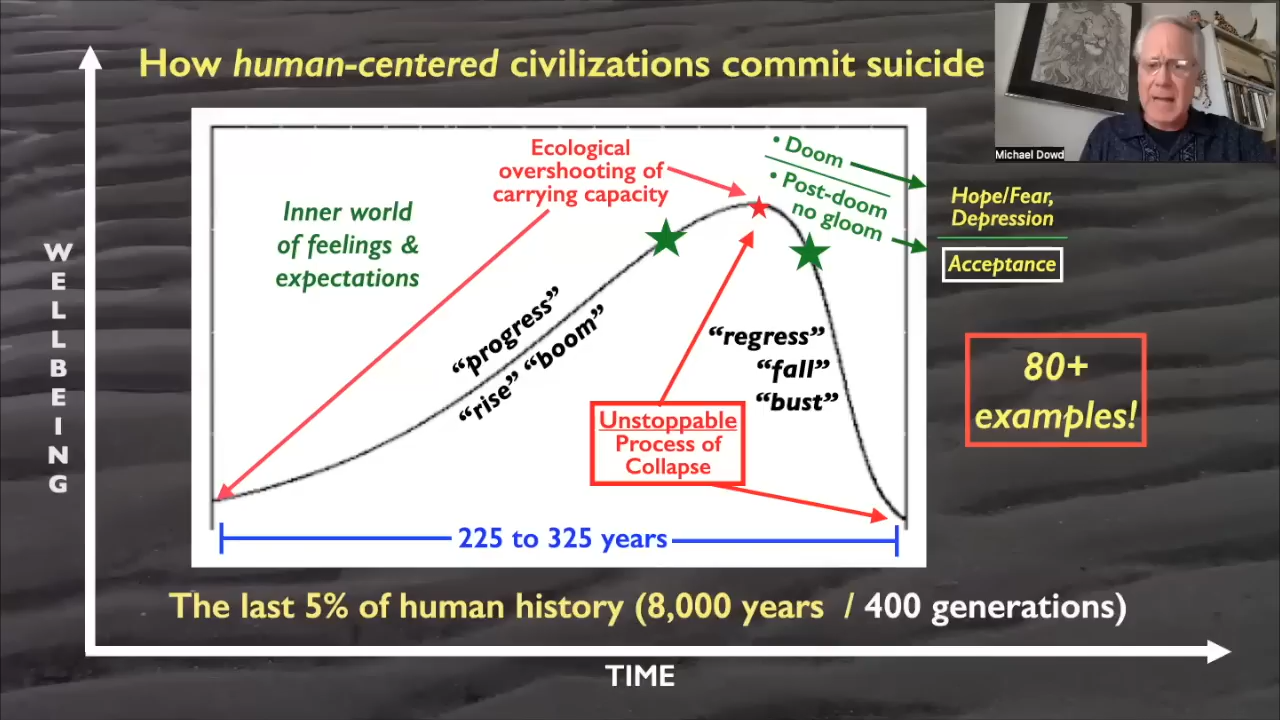 How human-centered civilizations commit suicide
Michael Dowd
Ecological
overshooting of
carrying capacity
• Doom
• Post-doom
no gloom
Hope/Fear,
Depression
Acceptance
Inner world
of feelings &
expectations
WELLBEING
“progress”
“rise” “boom”
“regress”
“fall”
“bust”
Unstoppable
Process of
Collapse
80+
examples!
225 to 325 years
The last 5% of human history (8,000 years / 400 generations)
TIME